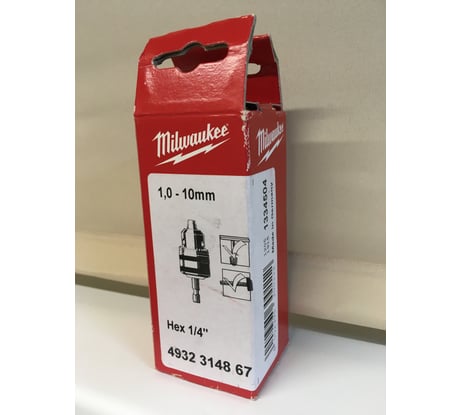 Milwaukee
1,0 - 10mm
Hex 1/4"
4932 3148 67
Milwaukee
1334504
Made in Germany